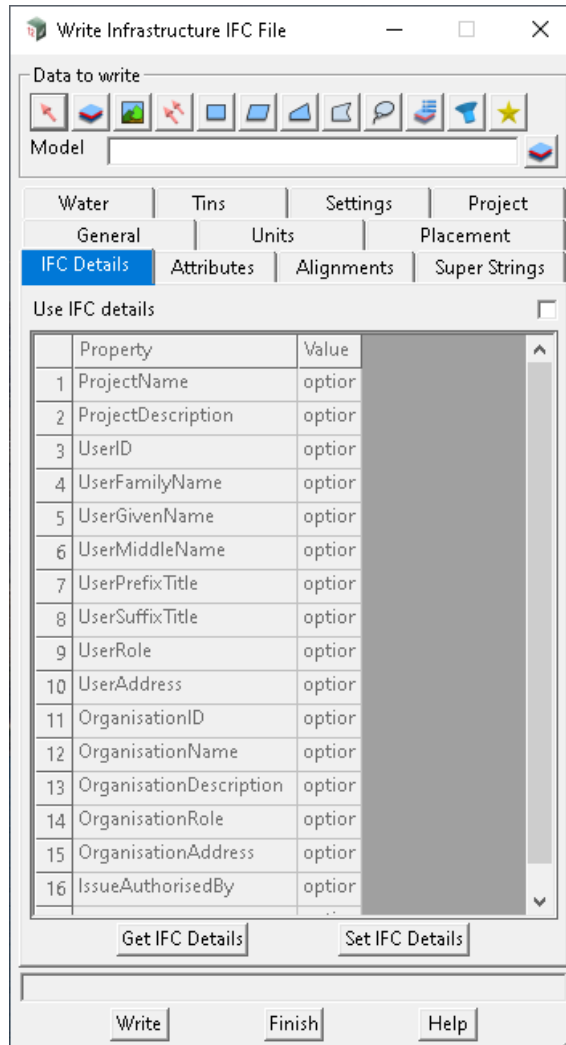 Write Infrastructure IFC File
Data to write
Model
Water Tins Settings Project
General Units Placement
IFC Details Attributes Alignments Super Strings
Use IFC details
Property Value
1 ProjectName optior
2 ProjectDescription optior
3 UserID optior
4 UserFamilyName optior
5 UserGivenName optior
6 UserMiddleName optior
7 UserPrefixTitle optior
8 UserSuffixTitle optior
9 UserRole optior
10 UserAddress optior
11 OrganisationID optior
12 OrganisationName optior
13 OrganisationDescription optior
14 OrganisationRole optior
15 OrganisationAddress optior
16 IssueAuthorisedBy optior
Get IFC Details Set IFC Details
Write Finish Help